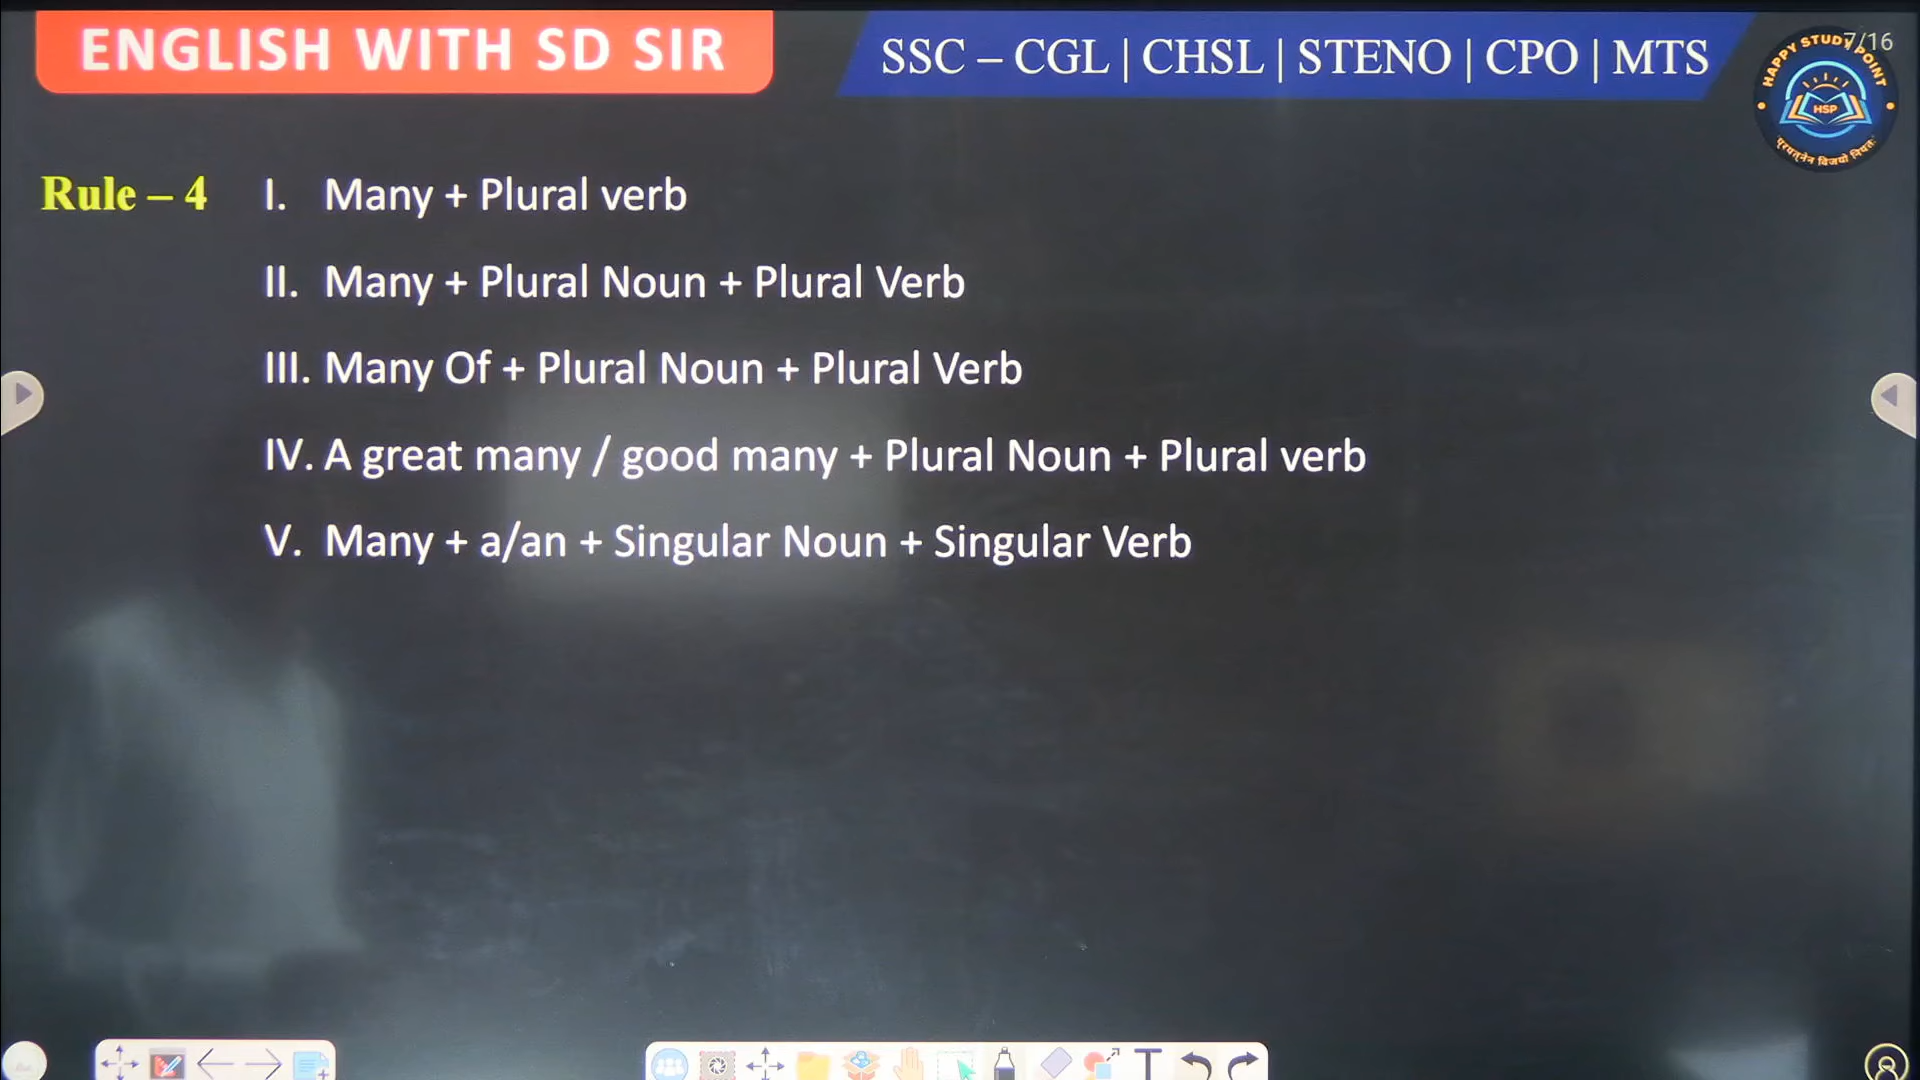 ENGLISH WITH SD SIR
SSC – CGL | CHSL | STENO | CPO | MTS
7/16
HAPPY STUDY POINT
HSP
Rule – 4
I. Many + Plural verb
II. Many + Plural Noun + Plural Verb
III. Many Of + Plural Noun + Plural Verb
IV. A great many / good many + Plural Noun + Plural verb
V. Many + a/an + Singular Noun + Singular Verb